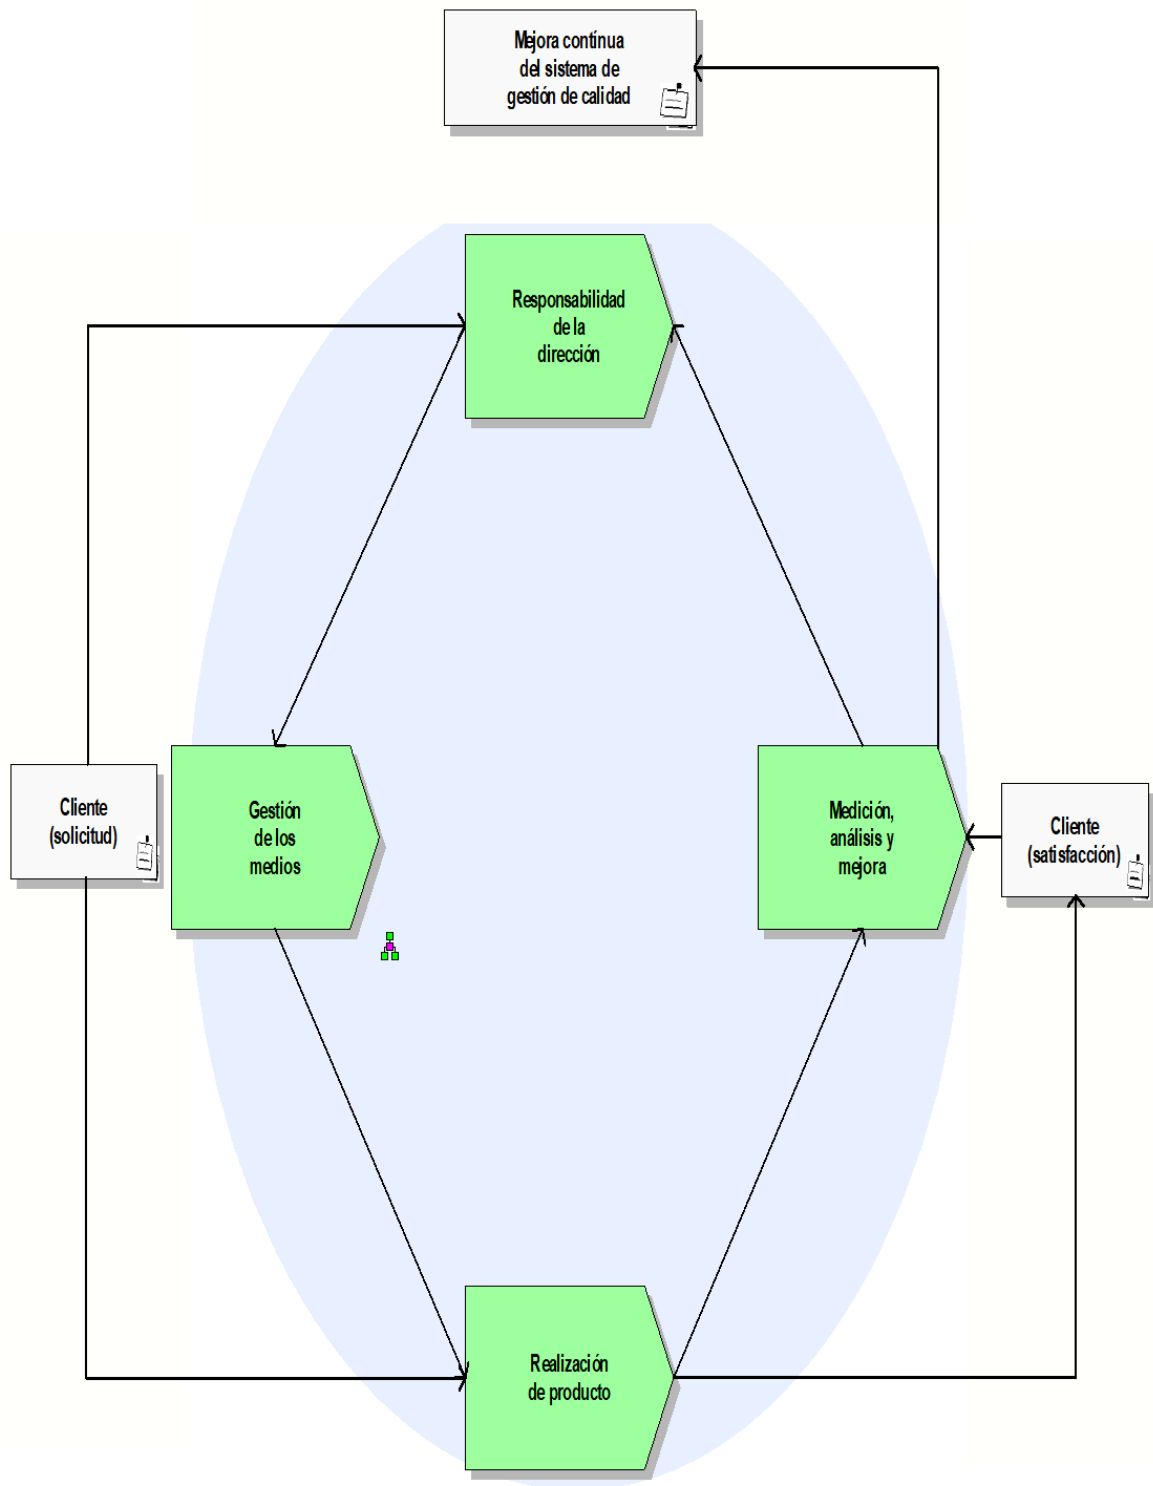 Mejora contínua
del sistema de
gestión de calidad
Responsabilidad
de la
dirección
Cliente
(solicitud)
Gestión
de los
medios
Medición,
análisis y
mejora
Cliente
(satisfacción)
Realización
de producto